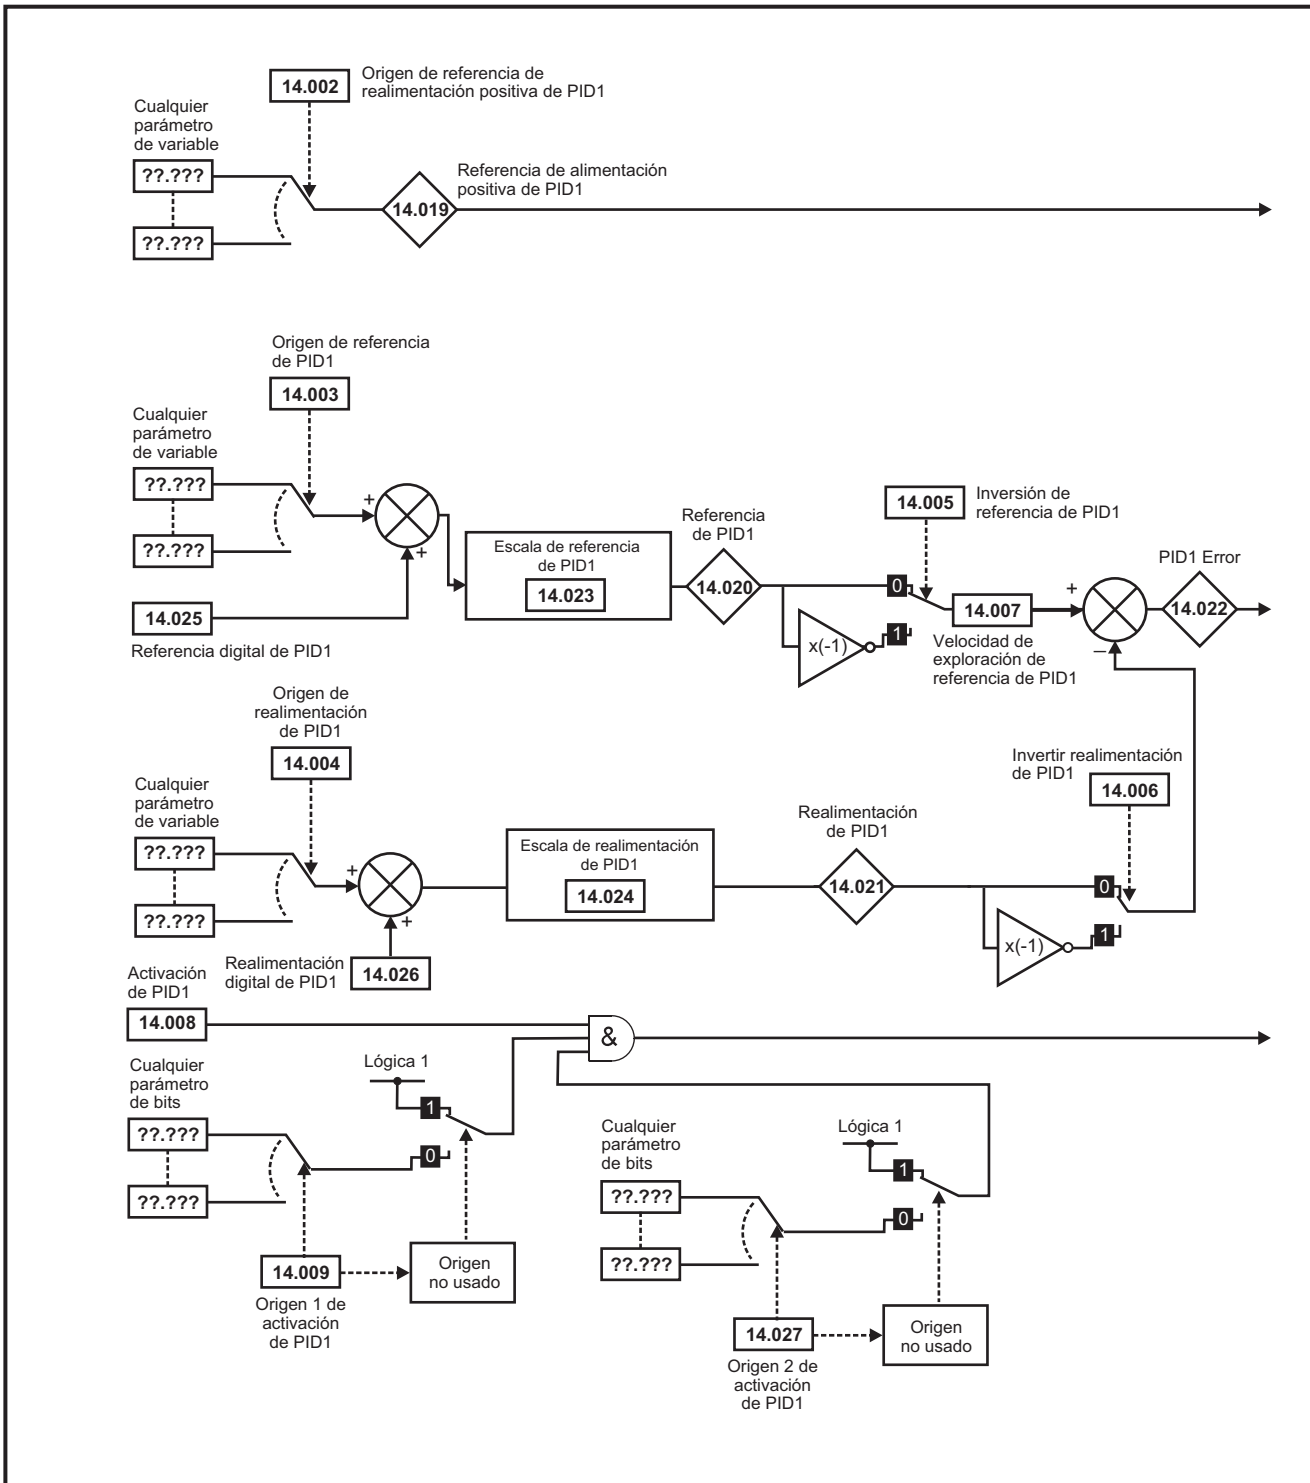 14.002
Origen de referencia de
realimentación positiva de PID1
Cualquier
parámetro
de variable
??.???
??.???
14.019
Referencia de alimentación
positiva de PID1
Origen de referencia
de PID1
14.003
Cualquier
parámetro
de variable
??.???
??.???
+
+
14.025
Referencia digital de PID1
Escala de referencia
de PID1
14.023
Referencia
de PID1
14.020
14.005
Inversión de
referencia de PID1
0
1
x(-1)
14.007
Velocidad de
exploración de
referencia de PID1
+
–
PID1 Error
14.022
Origen de
realimentación
de PID1
14.004
Cualquier
parámetro
de variable
??.???
??.???
+
+
Realimentación
digital de PID1
14.026
Escala de realimentación
de PID1
14.024
Realimentación
de PID1
14.021
Invertir realimentación
de PID1
14.006
0
1
x(-1)
Activación
de PID1
14.008
&
Cualquier
parámetro
de bits
??.???
??.???
Lógica 1
1
0
14.009
Origen 1 de
activación
de PID1
Origen
no usado
Cualquier
parámetro
de bits
??.???
??.???
Lógica 1
1
0
14.027
Origen 2 de
activación
de PID1
Origen
no usado